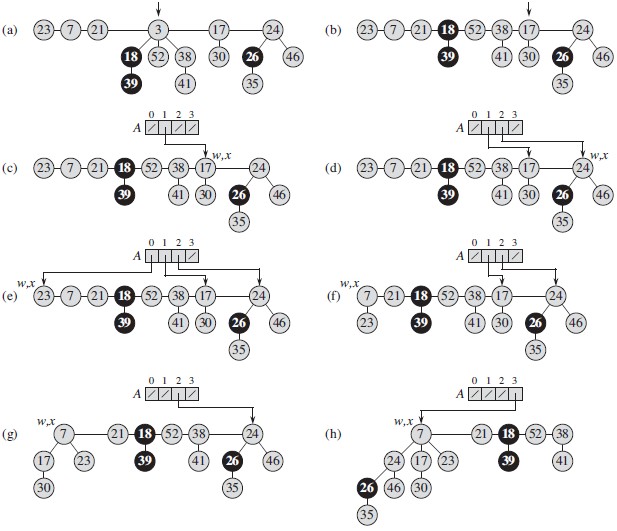 (a) 23 7 21 3 17 24
18 52 38 30 26 46
39 41 35
(b) 23 7 21 18 52 38 17 24
39 41 30 26 46
35
0 1 2 3
A
w,x
(c) 23 7 21 18 52 38 17 24
39 41 30 26 46
35
0 1 2 3
A
w,x
(d) 23 7 21 18 52 38 17 24
39 41 30 26 46
35
0 1 2 3
A
w,x
(e) 23 7 21 18 52 38 17 24
39 41 30 26 46
35
0 1 2 3
A
w,x
(f) 7 21 18 52 38 17 24
23 39 41 30 26 46
35
0 1 2 3
A
w,x
(g) 7 21 18 52 38 24
17 23 39 41 26 46
30 35
0 1 2 3
A
w,x
(h) 7 21 18 52 38
24 17 23 39 41
26 46 30
35